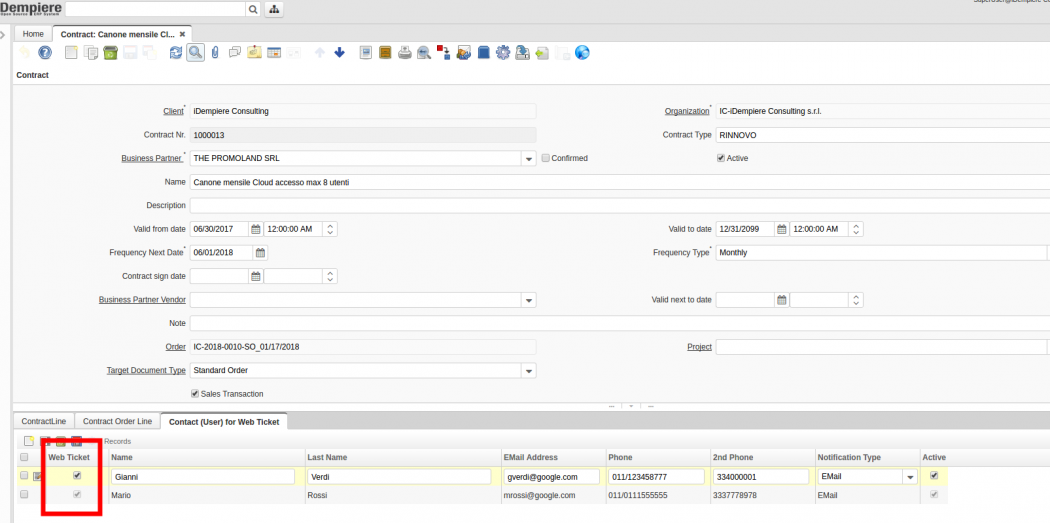 Dempiere
Open Source ERP System
Home
Contract: Canone mensile Cl... ✖
Contract
Client* iDempiere Consulting Organization* IC-iDempiere Consulting s.r.l.
Contract Nr. 1000013 Contract Type RINNOVO
Business Partner* THE PROMOLAND SRL Confirmed Active
Name Canone mensile Cloud accesso max 8 utenti
Description
Valid from date 06/30/2017 12:00:00 AM Valid to date 12/31/2099 12:00:00 AM
Frequency Next Date* 06/01/2018 Frequency Type* Monthly
Contract sign date
Business Partner Vendor Valid next to date
Note
Order IC-2018-0010-SO_01/17/2018 Project
Target Document Type Standard Order
Sales Transaction
ContractLine Contract Order Line Contact (User) for Web Ticket
Records
Web Ticket Name Last Name EMail Address Phone 2nd Phone Notification Type Active
Gianni Verdi gverdi@google.com 011/123458777 334000001 EMail
Mario Rossi mrossi@google.com 011/0111555555 3337778978 EMail